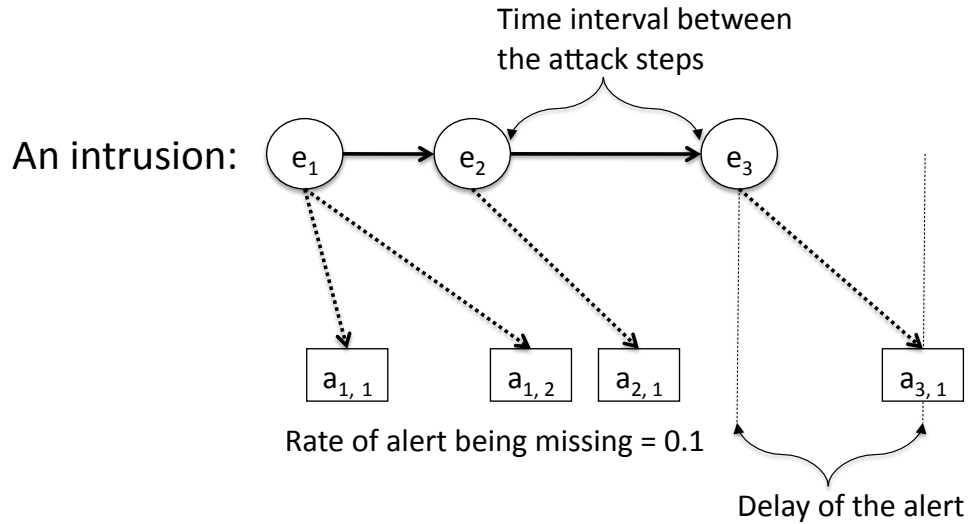 Time interval between
the attack steps
An intrusion:
e1
e2
e3
a1, 1
a1, 2
a2, 1
a3, 1
Rate of alert being missing = 0.1
Delay of the alert